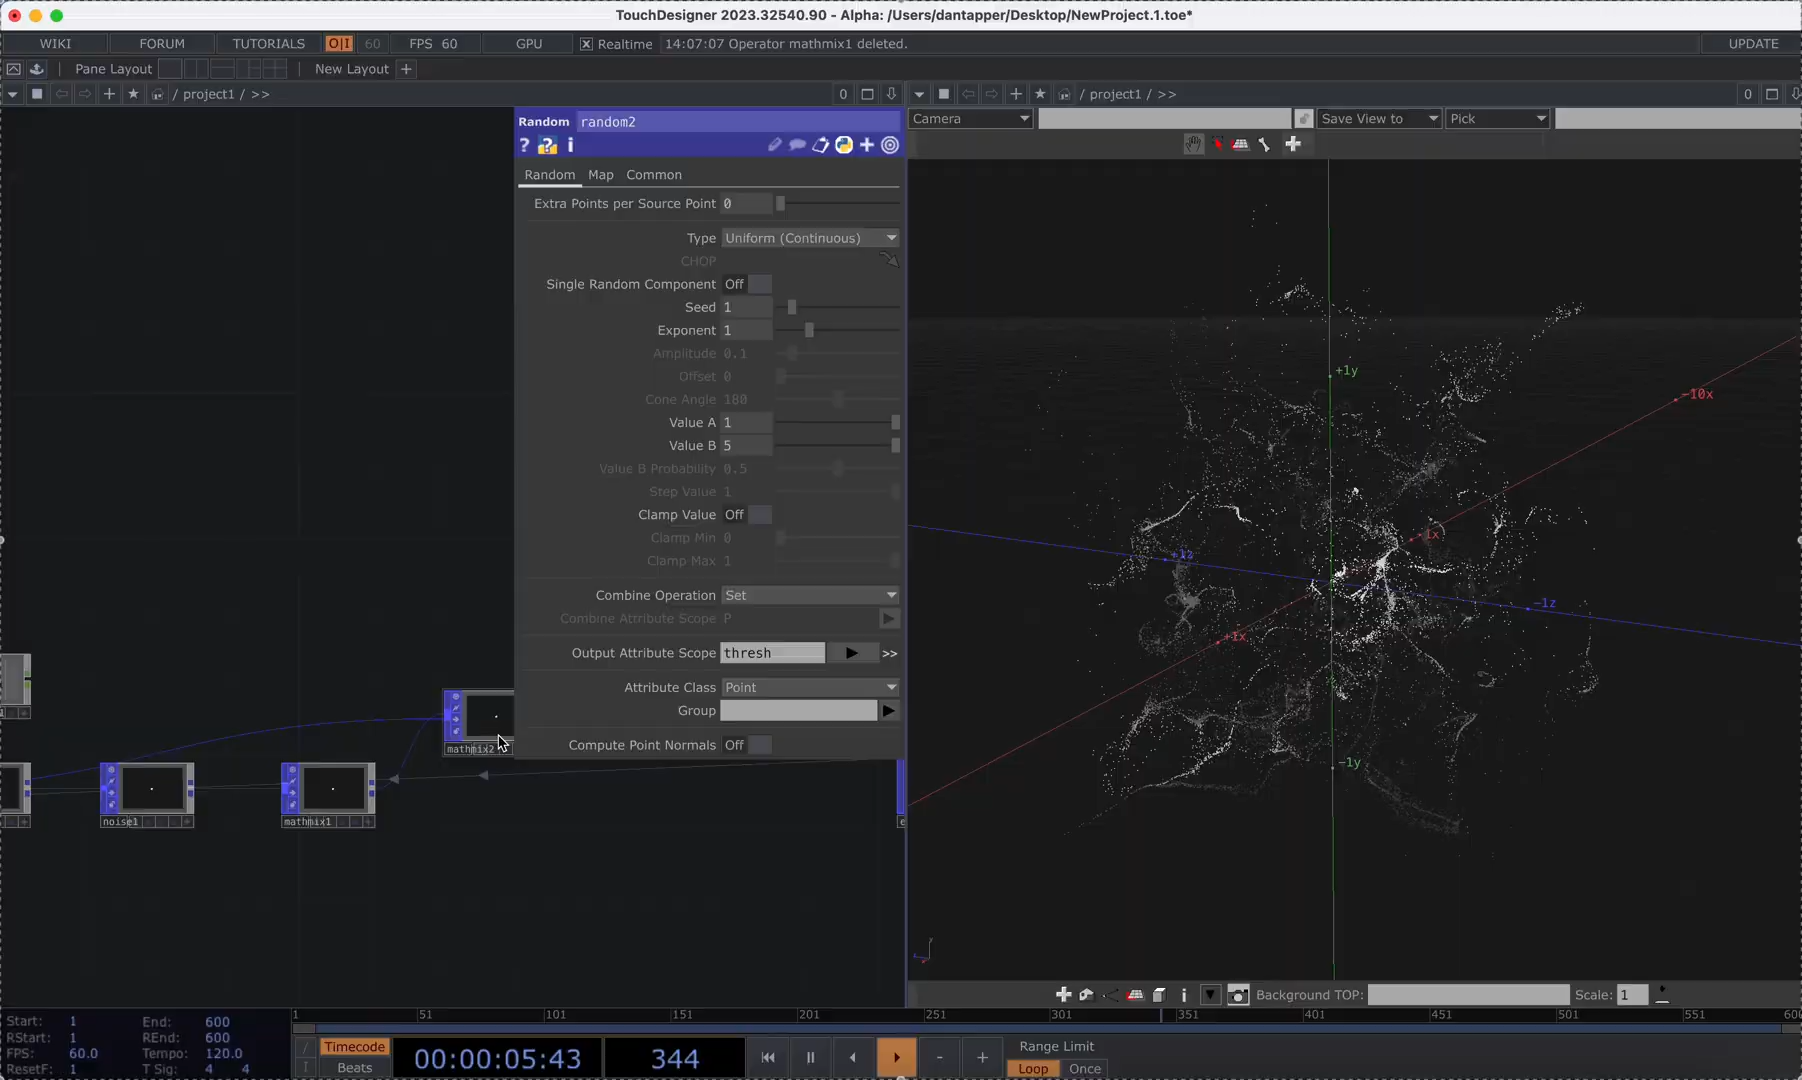 TouchDesigner 2023.32540.90 - Alpha: /Users/dantapper/Desktop/NewProject.1.toe*
WIKI FORUM TUTORIALS O|I 60 FPS 60 GPU X Realtime 14:07:07 Operator mathmix1 deleted. UPDATE
Pane Layout New Layout +
/ project1 / >> 0
/ project1 / >> 0
Random random2
? ? i
Random Map Common
Extra Points per Source Point 0
Type Uniform (Continuous)
CHOP
Single Random Component Off
Seed 1
Exponent 1
Amplitude 0.1
Offset 0
Cone Angle 180
Value A 1
Value B 5
Value B Probability 0.5
Step Value 1
Clamp Value Off
Clamp Min 0
Clamp Max 1
Combine Operation Set
Combine Attribute Scope P
Output Attribute Scope thresh >>
Attribute Class Point
Group
Compute Point Normals Off
mathmix2
noise1
mathmix1
e
Camera Save View to Pick
+1y
-10x
-1x
+1z
-1z
+1x
-1y
Background TOP: Scale: 1
1 51 101 151 201 251 301 351 401 451 501 551 600
Start: 1 End: 600
RStart: 1 REnd: 600
FPS: 60.0 Tempo: 120.0
ResetF: 1 T Sig: 4 4
Timecode
Beats
00:00:05:43
344
- +
Range Limit
Loop Once